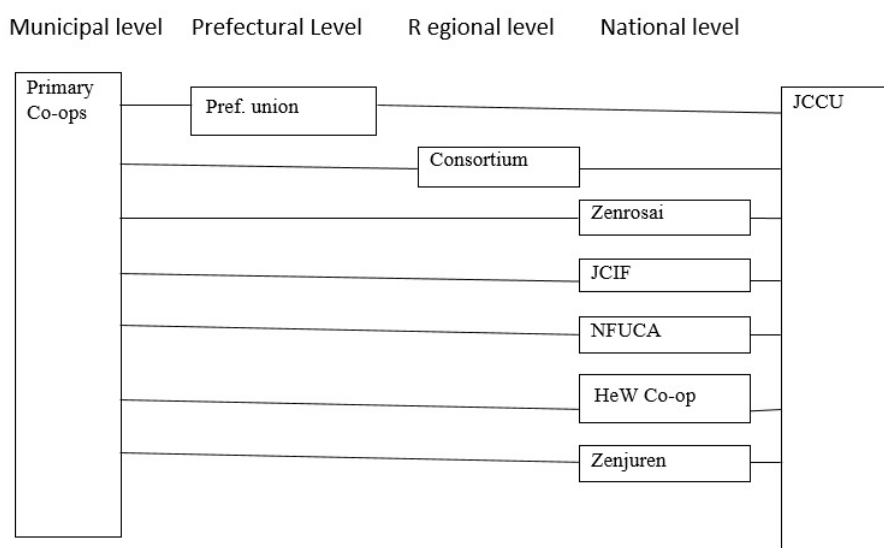 Municipal level Prefectural Level R egional level National level
Primary
Co-ops
Pref. union
JCCU
Consortium
Zenrosai
JCIF
NFUCA
HeW Co-op
Zenjuren